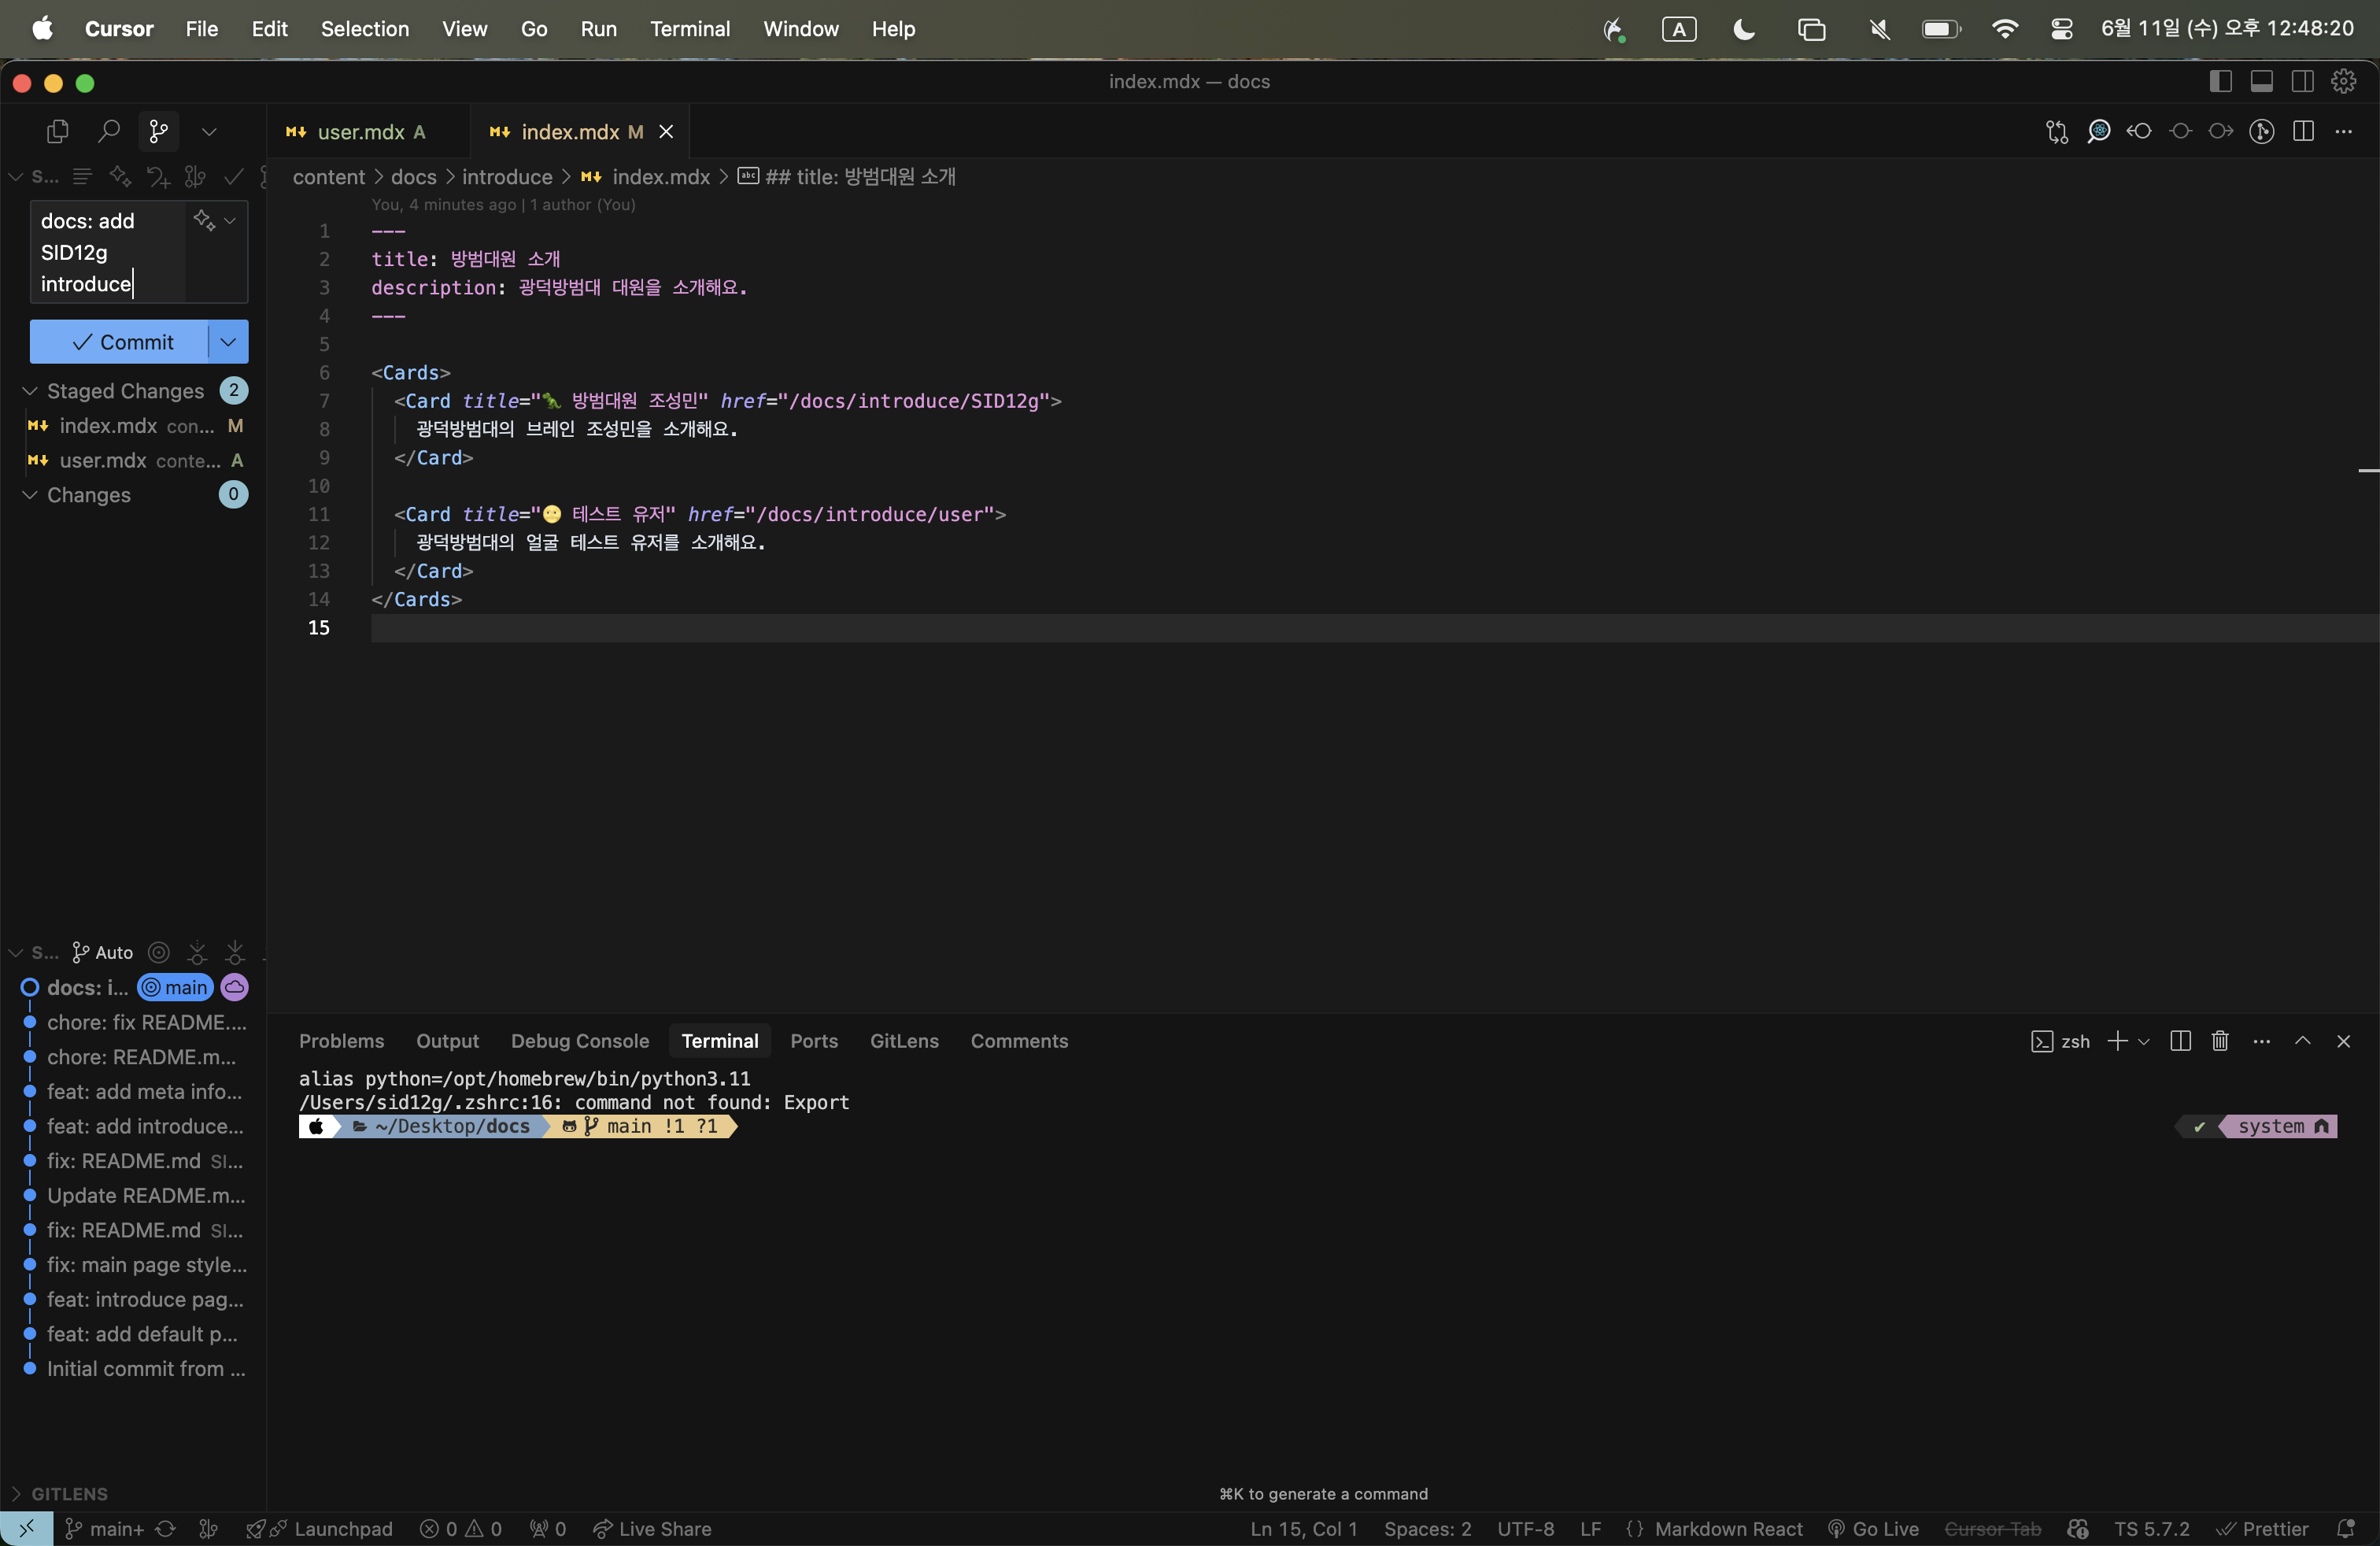 Cursor File Edit Selection View Go Run Terminal Window Help A 6월 11일 (수) 오후 12:48:20
index.mdx — docs
user.mdx A index.mdx M
S...
content > docs > introduce > index.mdx > abc ## title: 방범대원 소개
docs: add
SID12g
introduce
Commit
Staged Changes 2
index.mdx con... M
user.mdx conte... A
Changes 0
You, 4 minutes ago | 1 author (You)
1 ---
2 title: 방범대원 소개
3 description: 광덕방범대 대원을 소개해요.
4 ---
5
6 <Cards>
7 <Card title="🦖 방범대원 조성민" href="/docs/introduce/SID12g">
8 광덕방범대의 브레인 조성민을 소개해요.
9 </Card>
10
11 <Card title="😶 테스트 유저" href="/docs/introduce/user">
12 광덕방범대의 얼굴 테스트 유저를 소개해요.
13 </Card>
14 </Cards>
15
S... Auto
docs: i... main
chore: fix README....
chore: README.m...
feat: add meta info...
feat: add introduce...
fix: README.md SI...
Update README.m...
fix: README.md SI...
fix: main page style...
feat: introduce pag...
feat: add default p...
Initial commit from ...
GITLENS
Problems Output Debug Console Terminal Ports GitLens Comments zsh
alias python=/opt/homebrew/bin/python3.11
/Users/sid12g/.zshrc:16: command not found: Export
~/Desktop/docs main !1 ?1 ✔ system
⌘K to generate a command
main+ Launchpad 0 0 0 Live Share Ln 15, Col 1 Spaces: 2 UTF-8 LF {} Markdown React Go Live Cursor Tab TS 5.7.2 Prettier